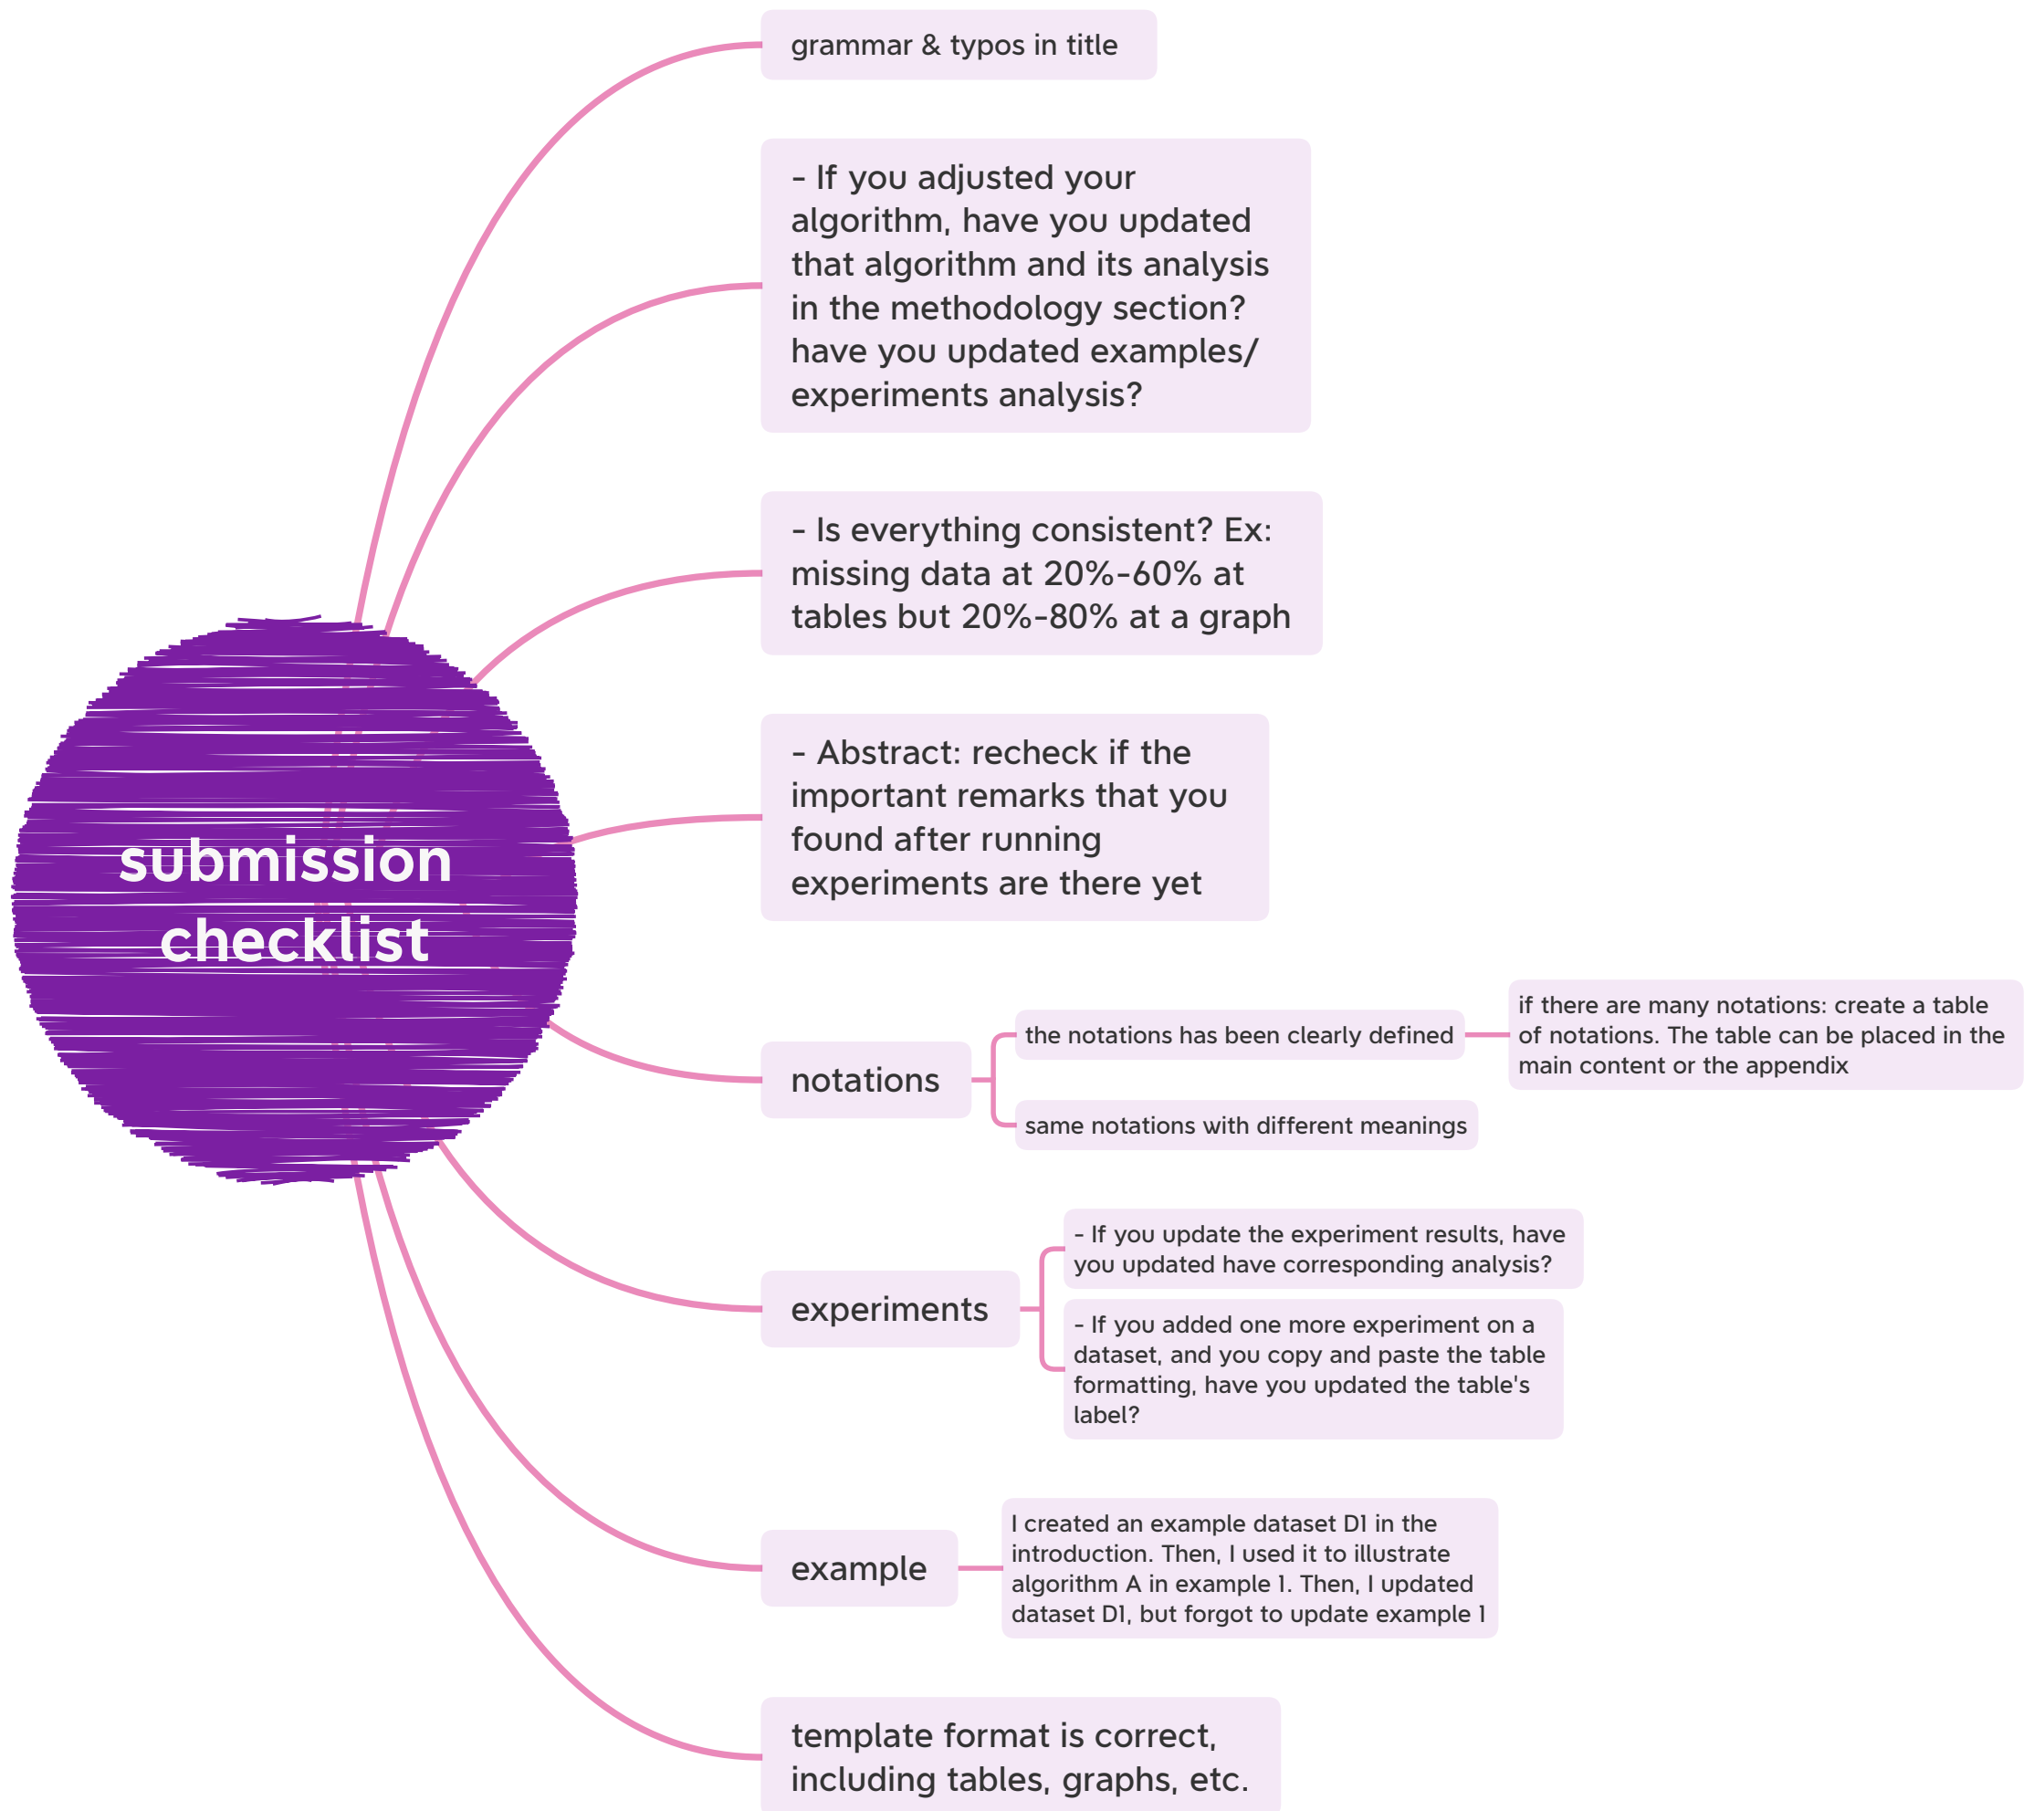 grammar & typos in title
- If you adjusted your
algorithm, have you updated
that algorithm and its analysis
in the methodology section?
have you updated examples/
experiments analysis?
- Is everything consistent? Ex:
missing data at 20%-60% at
tables but 20%-80% at a graph
- Abstract: recheck if the
important remarks that you
found after running
experiments are there yet
submission
checklist
notations
the notations has been clearly defined
if there are many notations: create a table
of notations. The table can be placed in the
main content or the appendix
same notations with different meanings
experiments
- If you update the experiment results, have
you updated have corresponding analysis?
- If you added one more experiment on a
dataset, and you copy and paste the table
formatting, have you updated the table's
label?
example
I created an example dataset D1 in the
introduction. Then, I used it to illustrate
algorithm A in example 1. Then, I updated
dataset D1, but forgot to update example 1
template format is correct,
including tables, graphs, etc.